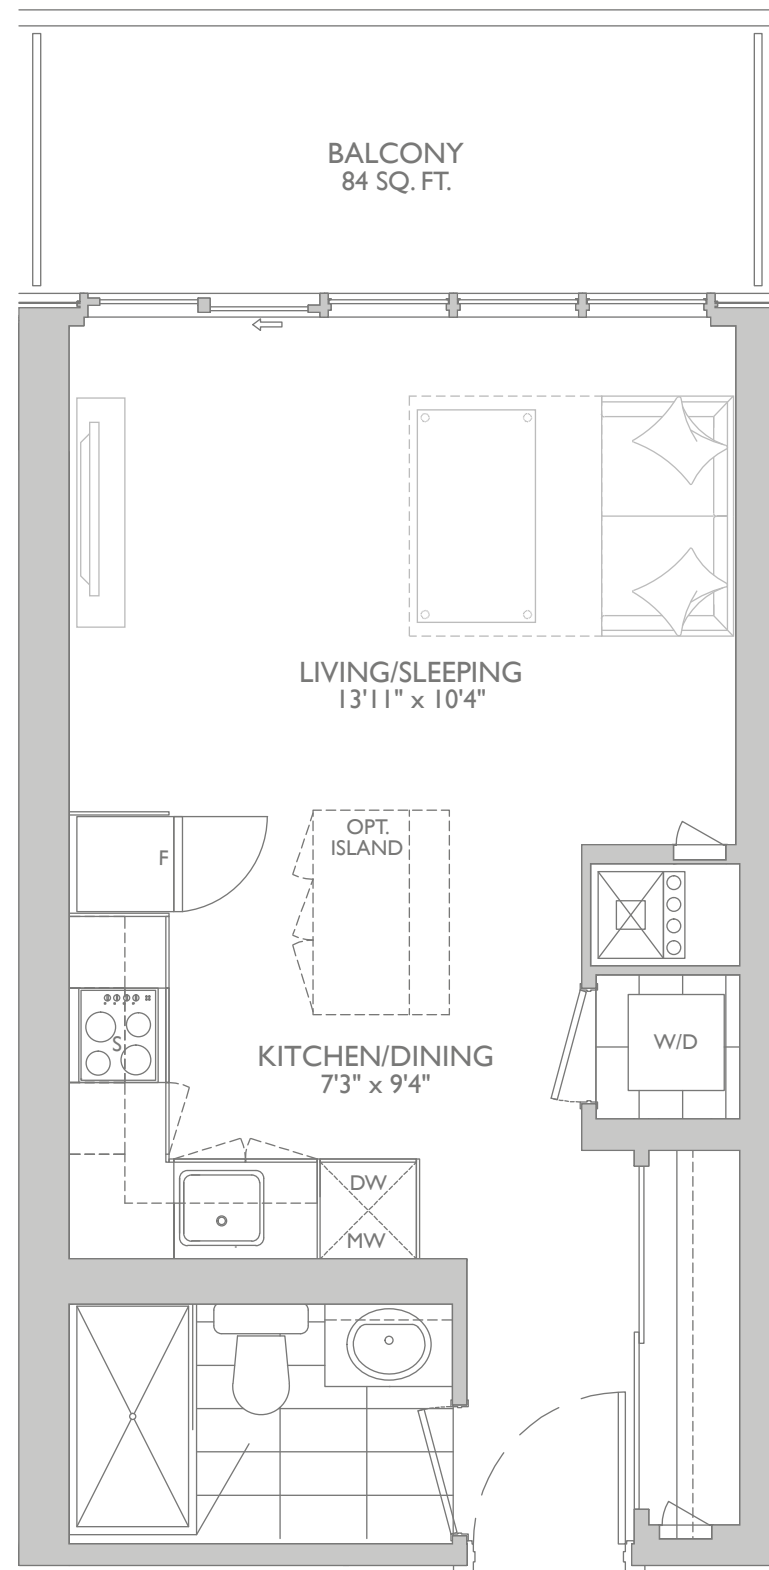 BALCONY
84 SQ. FT.
LIVING/SLEEPING
13'11" x 10'4"
OPT.
ISLAND
F
S
W/D
KITCHEN/DINING
7'3" x 9'4"
DW
MW